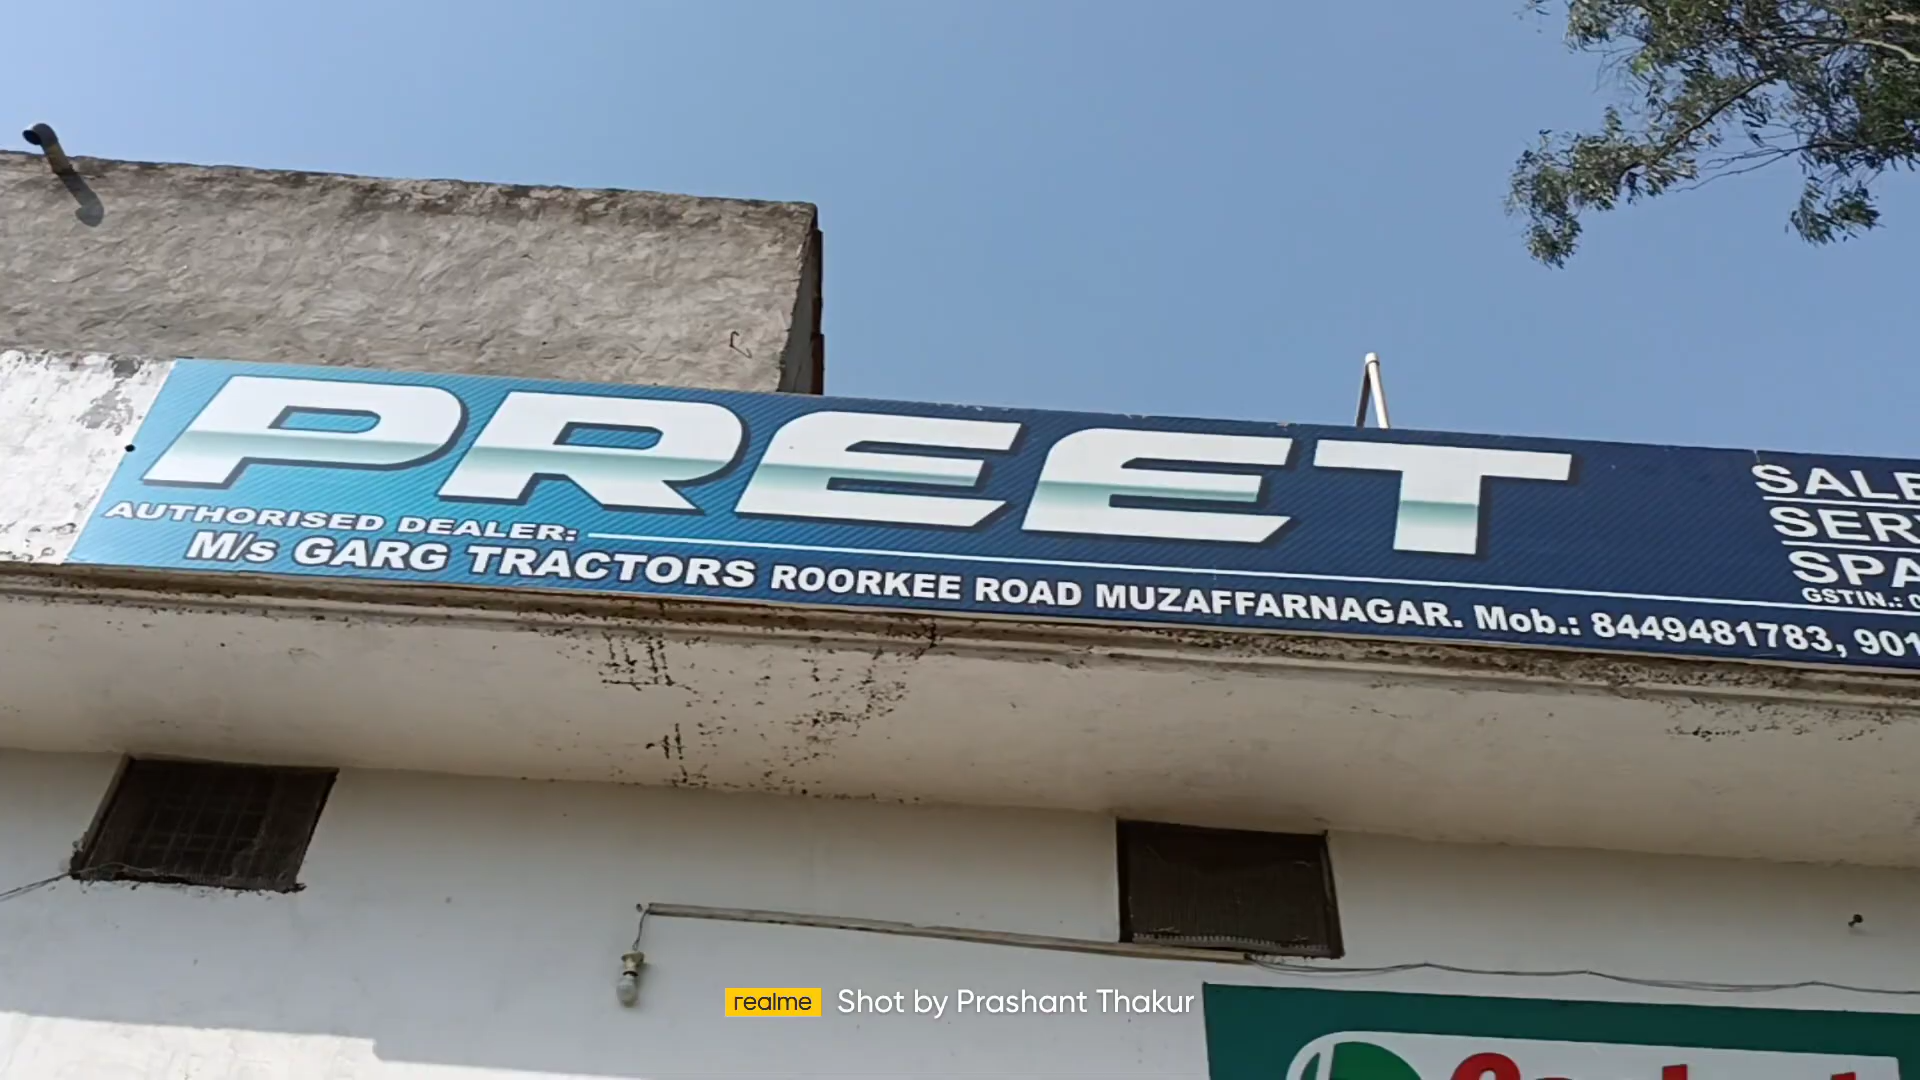 PREET
SALE
SER
SPA
GSTIN.:
AUTHORISED DEALER:
M/s GARG TRACTORS ROORKEE ROAD MUZAFFARNAGAR. Mob.: 8449481783, 901
realme Shot by Prashant Thakur